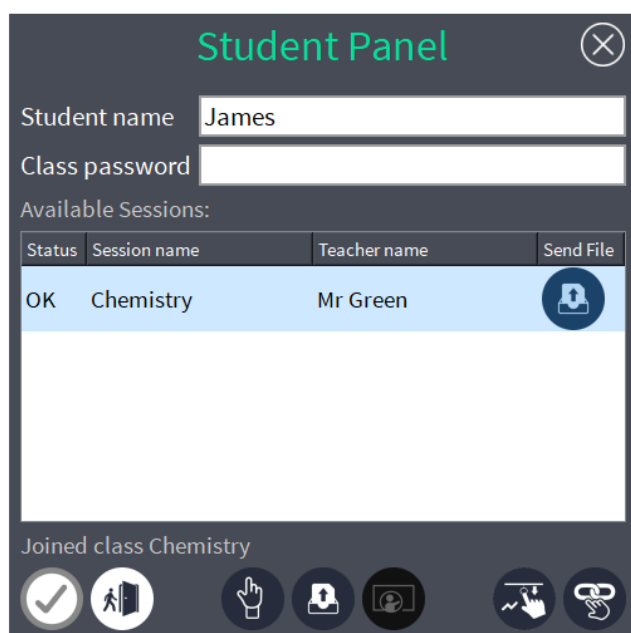 Student Panel
Student name James
Class password
Available Sessions:
Status Session name Teacher name Send File
OK Chemistry Mr Green
Joined class Chemistry